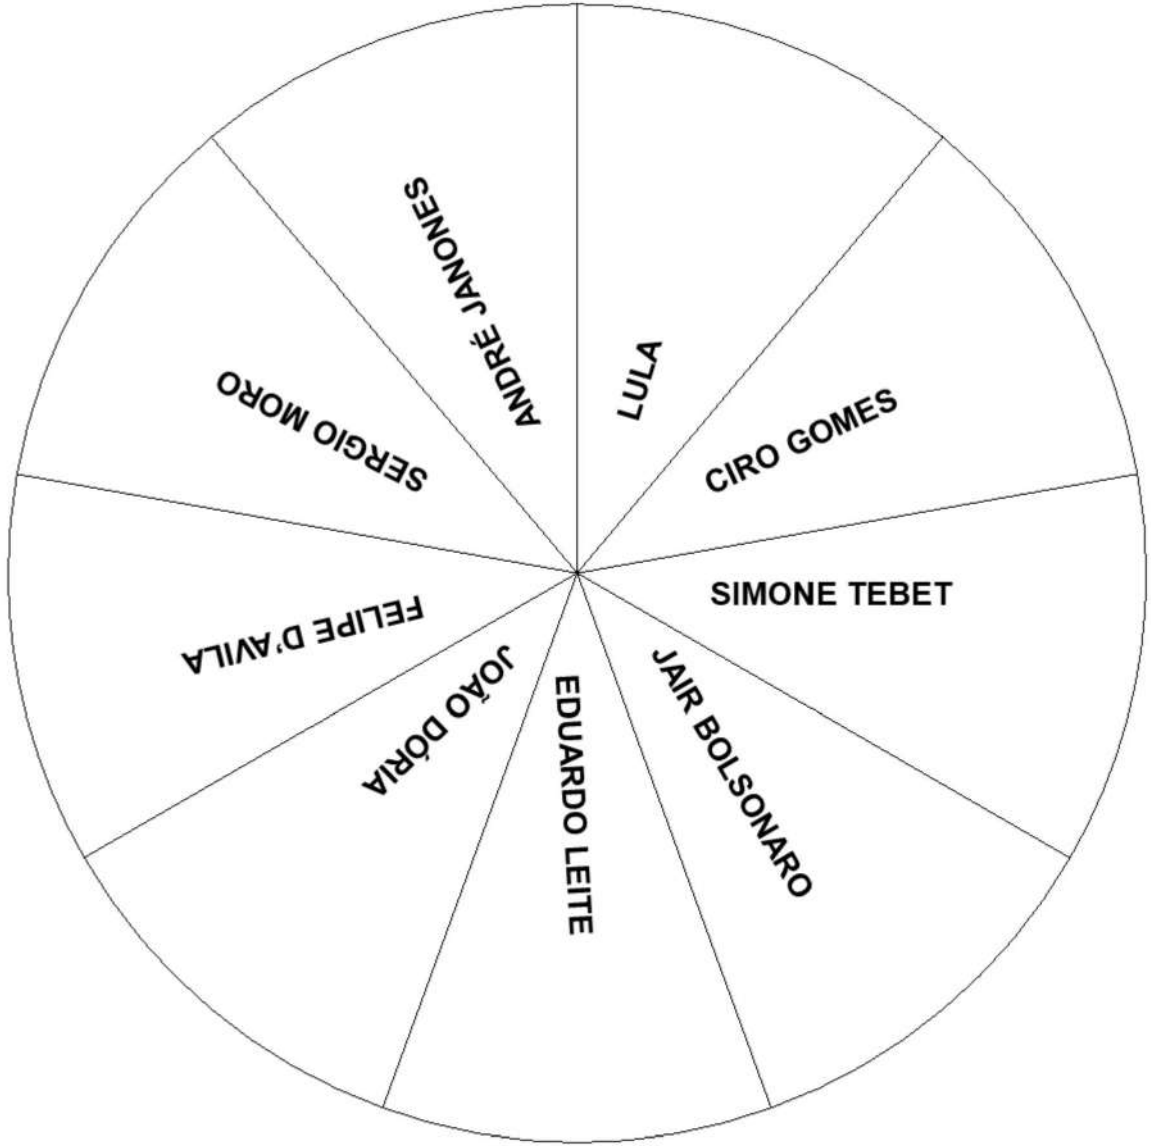 LULA
CIRO GOMES
SIMONE TEBET
JAIR BOLSONARO
EDUARDO LEITE
JOÃO DÓRIA
FELIPE D'AVILA
SERGIO MORO
ANDRÉ JANONES